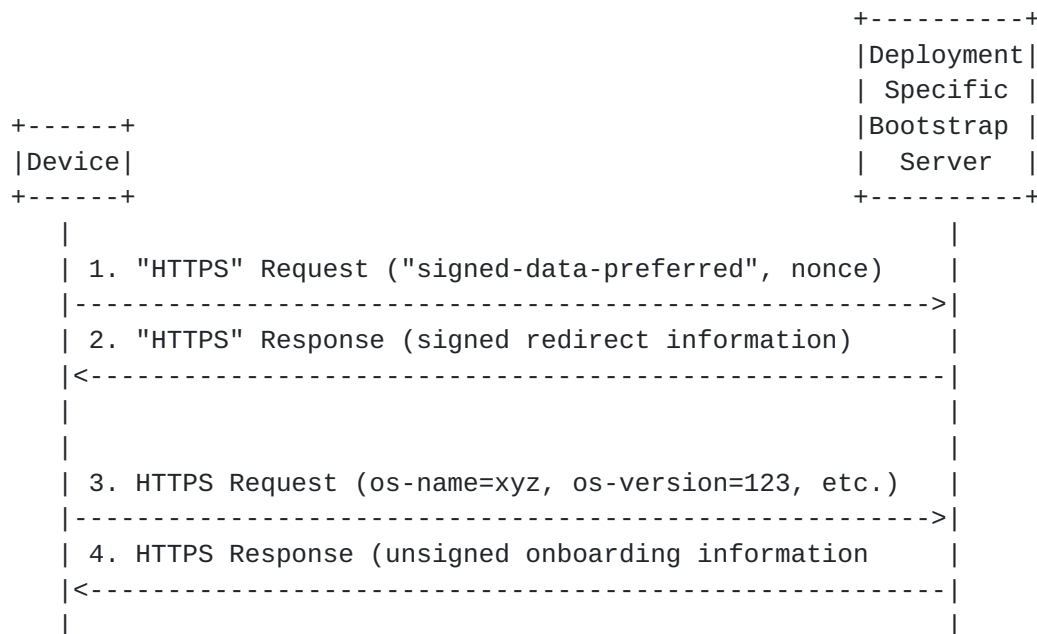 +----------+
|Deployment|
| Specific |
+------+ |Bootstrap |
|Device| | Server |
+------+ +----------+
| |
| 1. "HTTPS" Request ("signed-data-preferred", nonce) |
|------------------------------------------------------->|
| 2. "HTTPS" Response (signed redirect information) |
|<-------------------------------------------------------|
| |
| |
| 3. HTTPS Request (os-name=xyz, os-version=123, etc.) |
|------------------------------------------------------->|
| 4. HTTPS Response (unsigned onboarding information |
|<-------------------------------------------------------|
| |